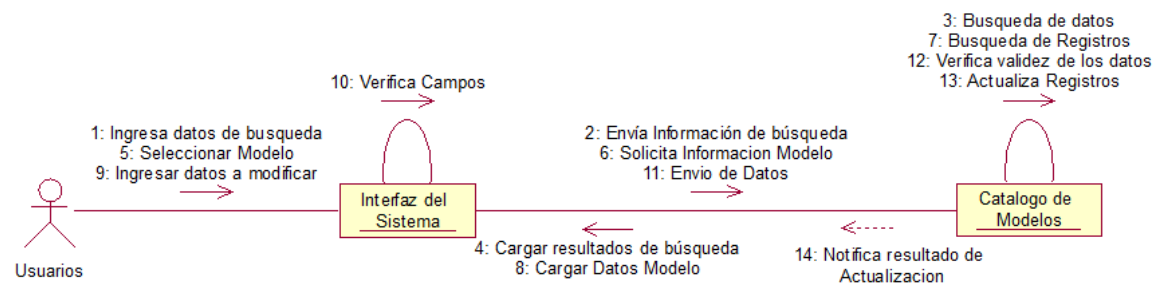 3: Busqueda de datos
7: Busqueda de Registros
12: Verifica validez de los datos
13: Actualiza Registros
10: Verifica Campos
1: Ingresa datos de busqueda
5: Seleccionar Modelo
9: Ingresar datos a modificar
2: Envía Información de búsqueda
6: Solicita Informacion Modelo
11: Envio de Datos
Interfaz del
Sistema
Catalogo de
Modelos
4: Cargar resultados de búsqueda
8: Cargar Datos Modelo
14: Notifica resultado de
Actualizacion
Usuarios